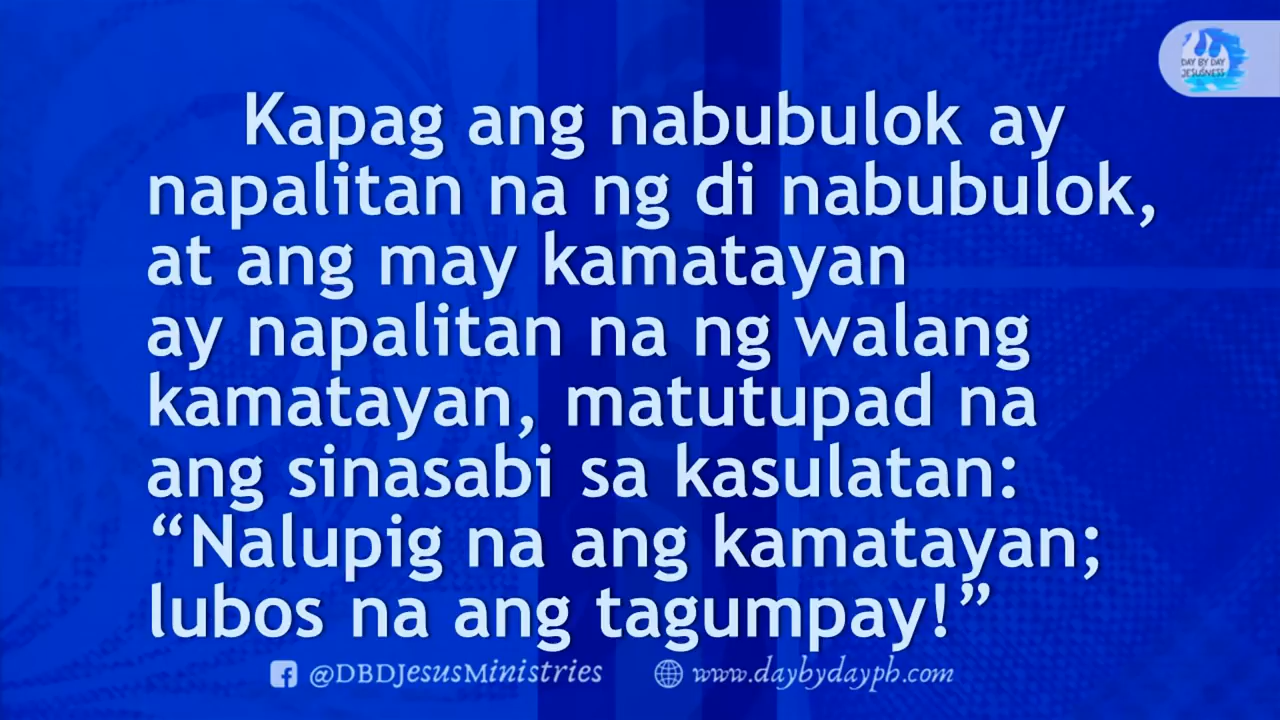 DAY BY DAY
JESUSNESS
Kapag ang nabubulok ay
napalitan na ng di nabubulok,
at ang may kamatayan
ay napalitan na ng walang
kamatayan, matutupad na
ang sinasabi sa kasulatan:
“Nalupig na ang kamatayan;
lubos na ang tagumpay!”
@DBDJesusMinistries www.daybydayph.com